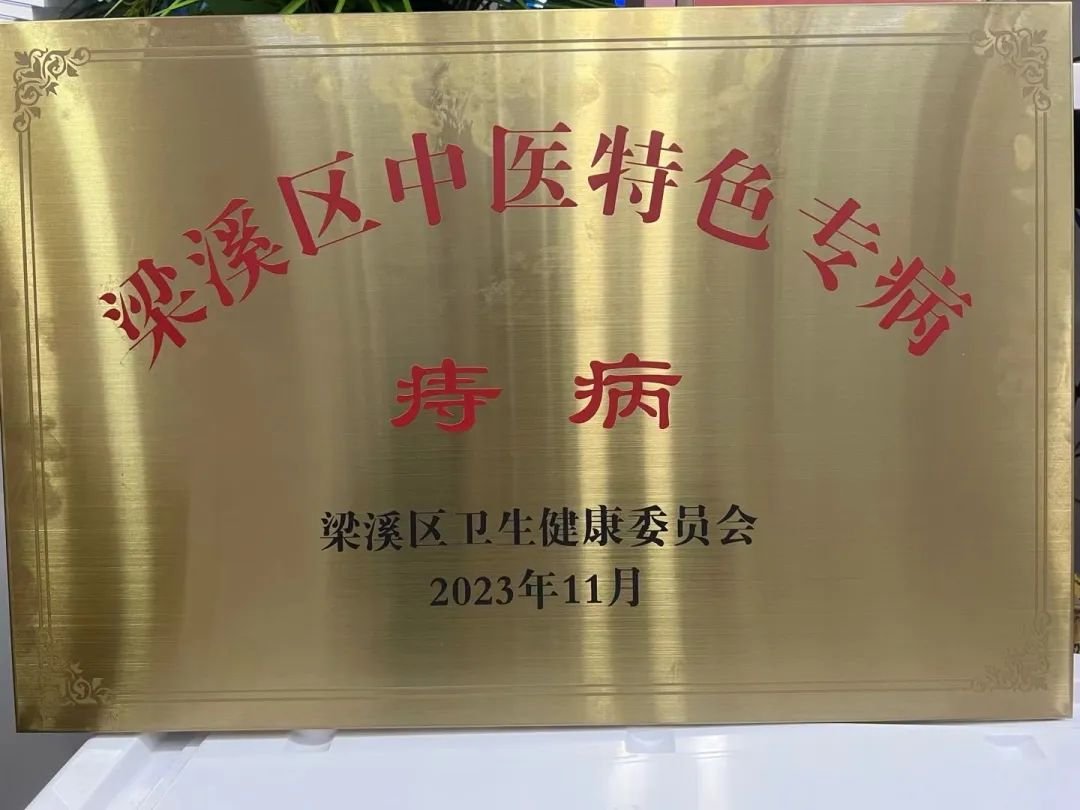 梁溪区中医特色专病
痔病
梁溪区卫生健康委员会
2023年11月